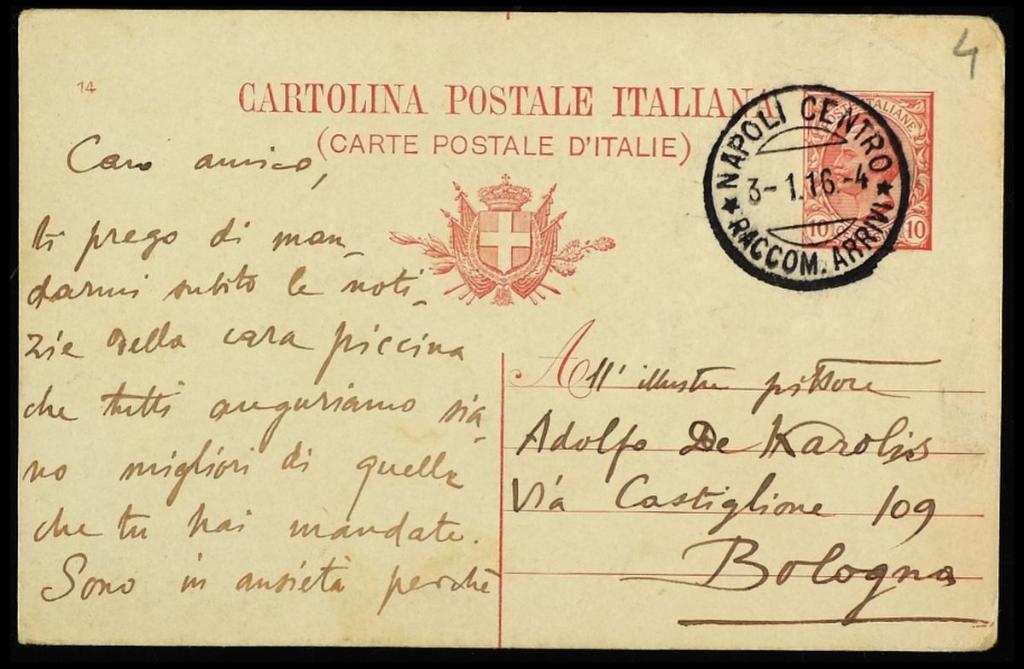 4
14
CARTOLINA POSTALE ITALIANA
(CARTE POSTALE D'ITALIE)
NAPOLI CENTRO
3-1.16.-4
RACCOM. ARRIVI
POSTE ITALIANE
10 10
Caro amico,
ti prego di man-
darmi subito le noti-
zie della cara piccina
che tutti auguriamo sia-
no migliori di quelle
che tu hai mandate.
Sono in ansietà perchè
All' illustre pittore
Adolfo De Karolis
Via Castiglione 109
Bologna